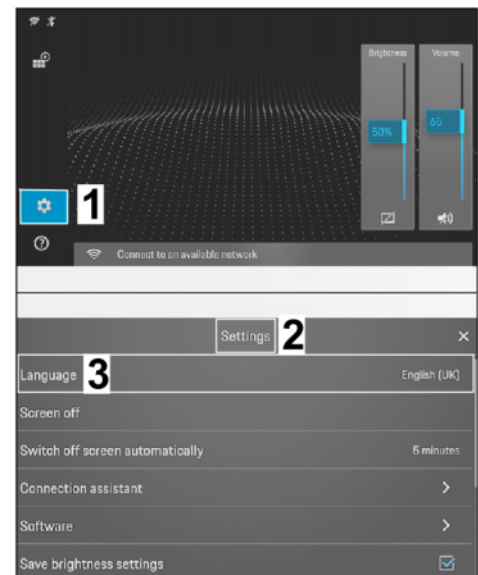 Brightness Volume
50% 55
1
Connect to an available network
Settings 2
Language 3 English (UK)
Screen off
Switch off screen automatically 5 minutes
Connection assistant
Software
Save brightness settings